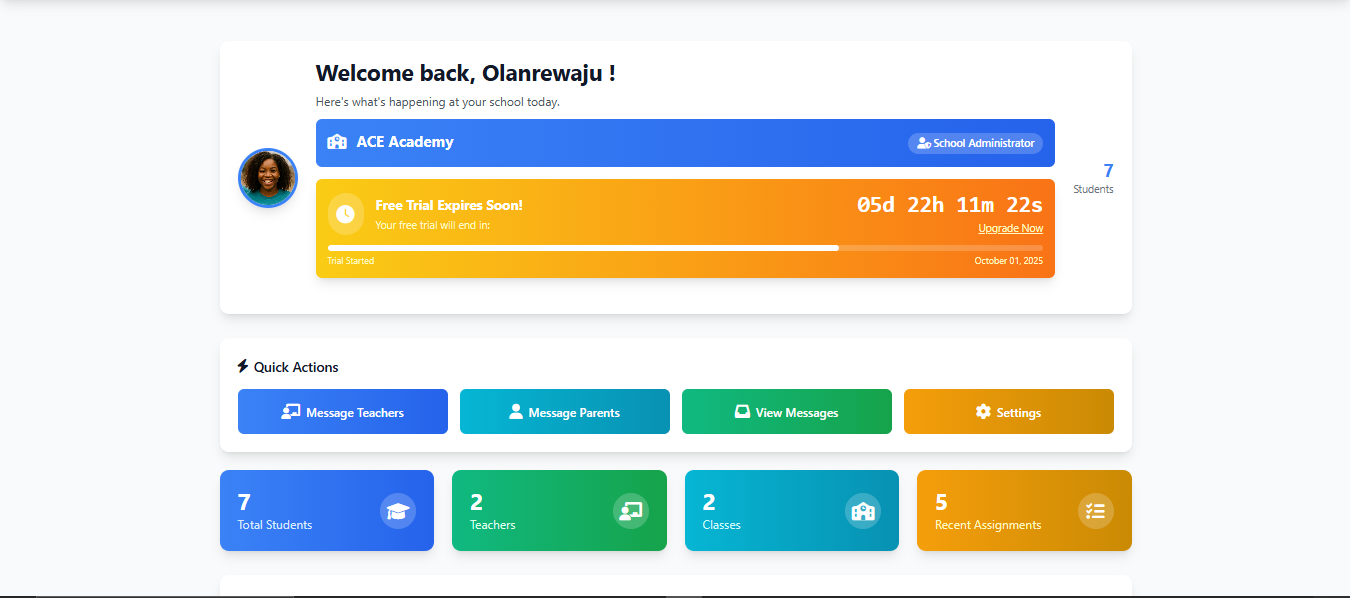 Welcome back, Olanrewaju !
Here's what's happening at your school today.
ACE Academy
School Administrator
7
Students
Free Trial Expires Soon!
Your free trial will end in:
05d 22h 11m 22s
Upgrade Now
Trial Started
October 01, 2025
Quick Actions
Message Teachers
Message Parents
View Messages
Settings
7
Total Students
2
Teachers
2
Classes
5
Recent Assignments